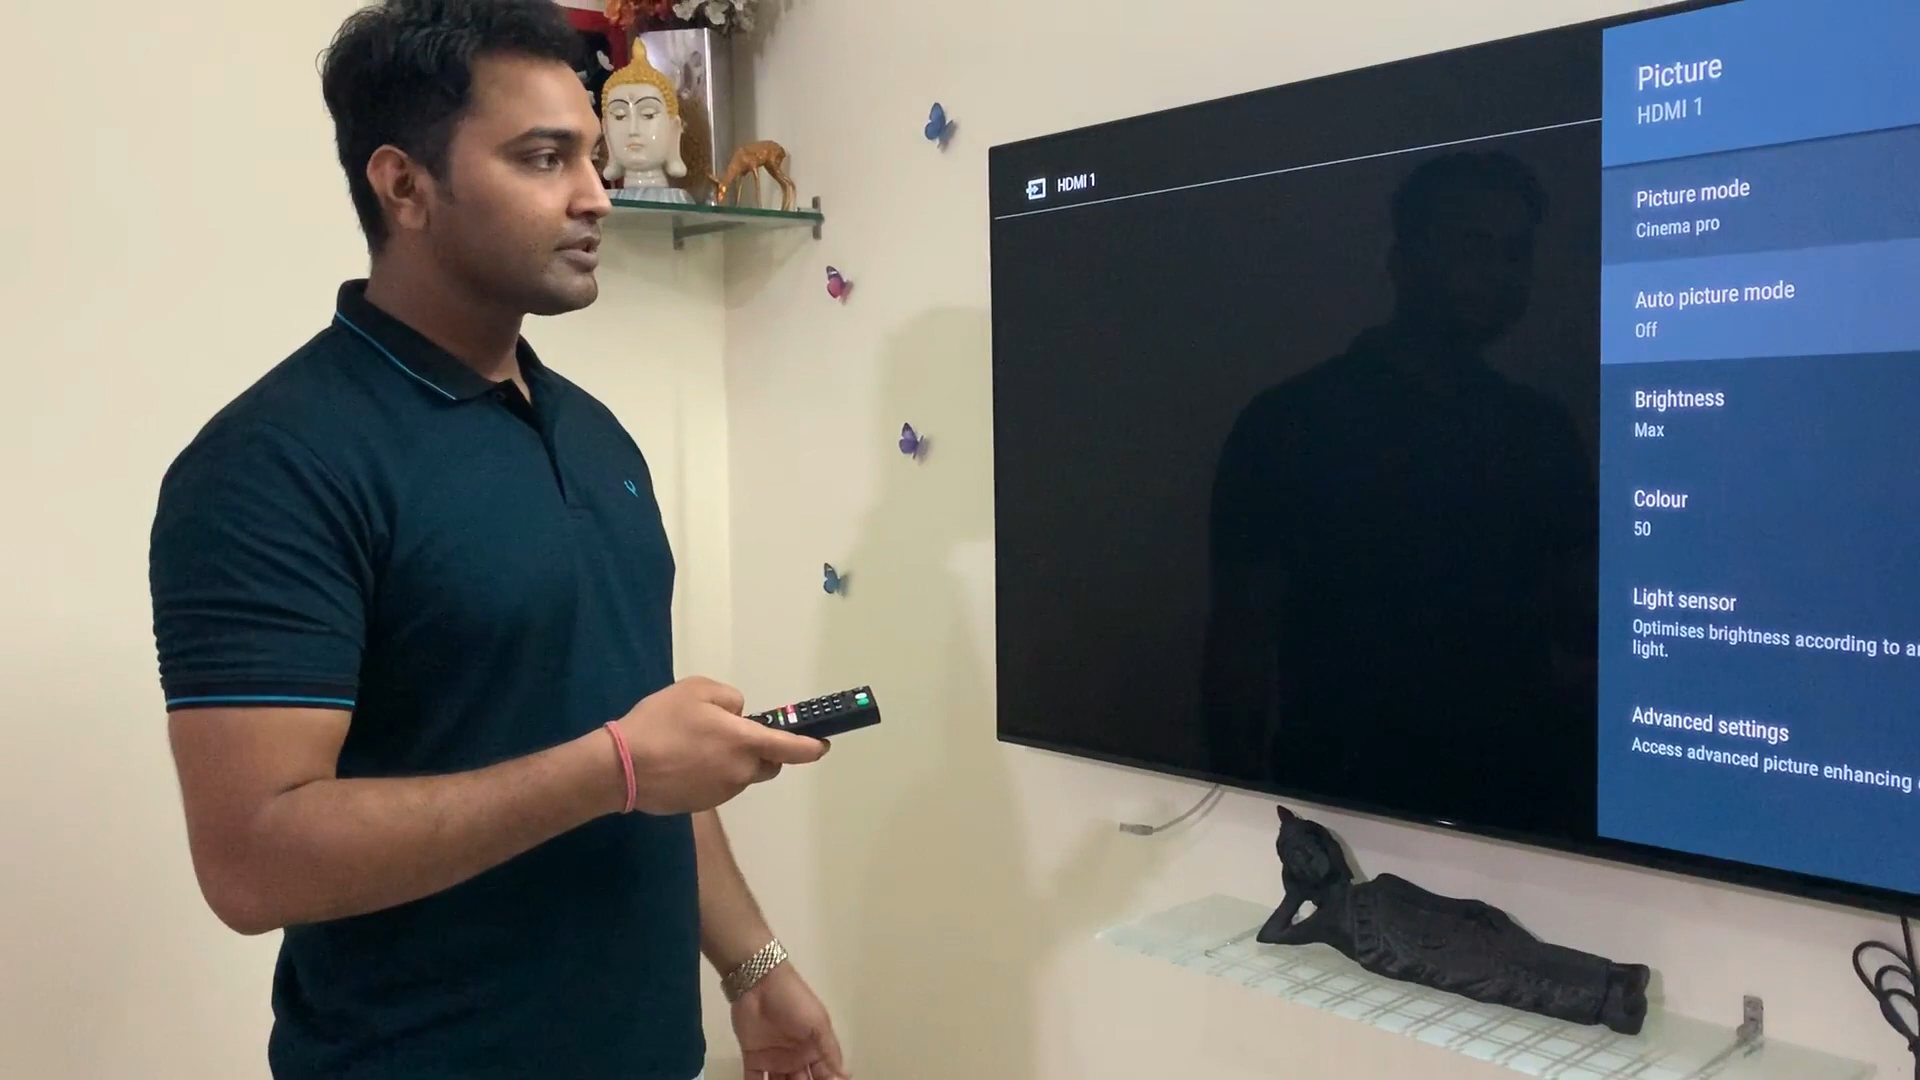 HDMI 1
Picture
HDMI 1
Picture mode
Cinema pro
Auto picture mode
Off
Brightness
Max
Colour
50
Light sensor
Optimises brightness according to
light.
Advanced settings
Access advanced picture enhancing